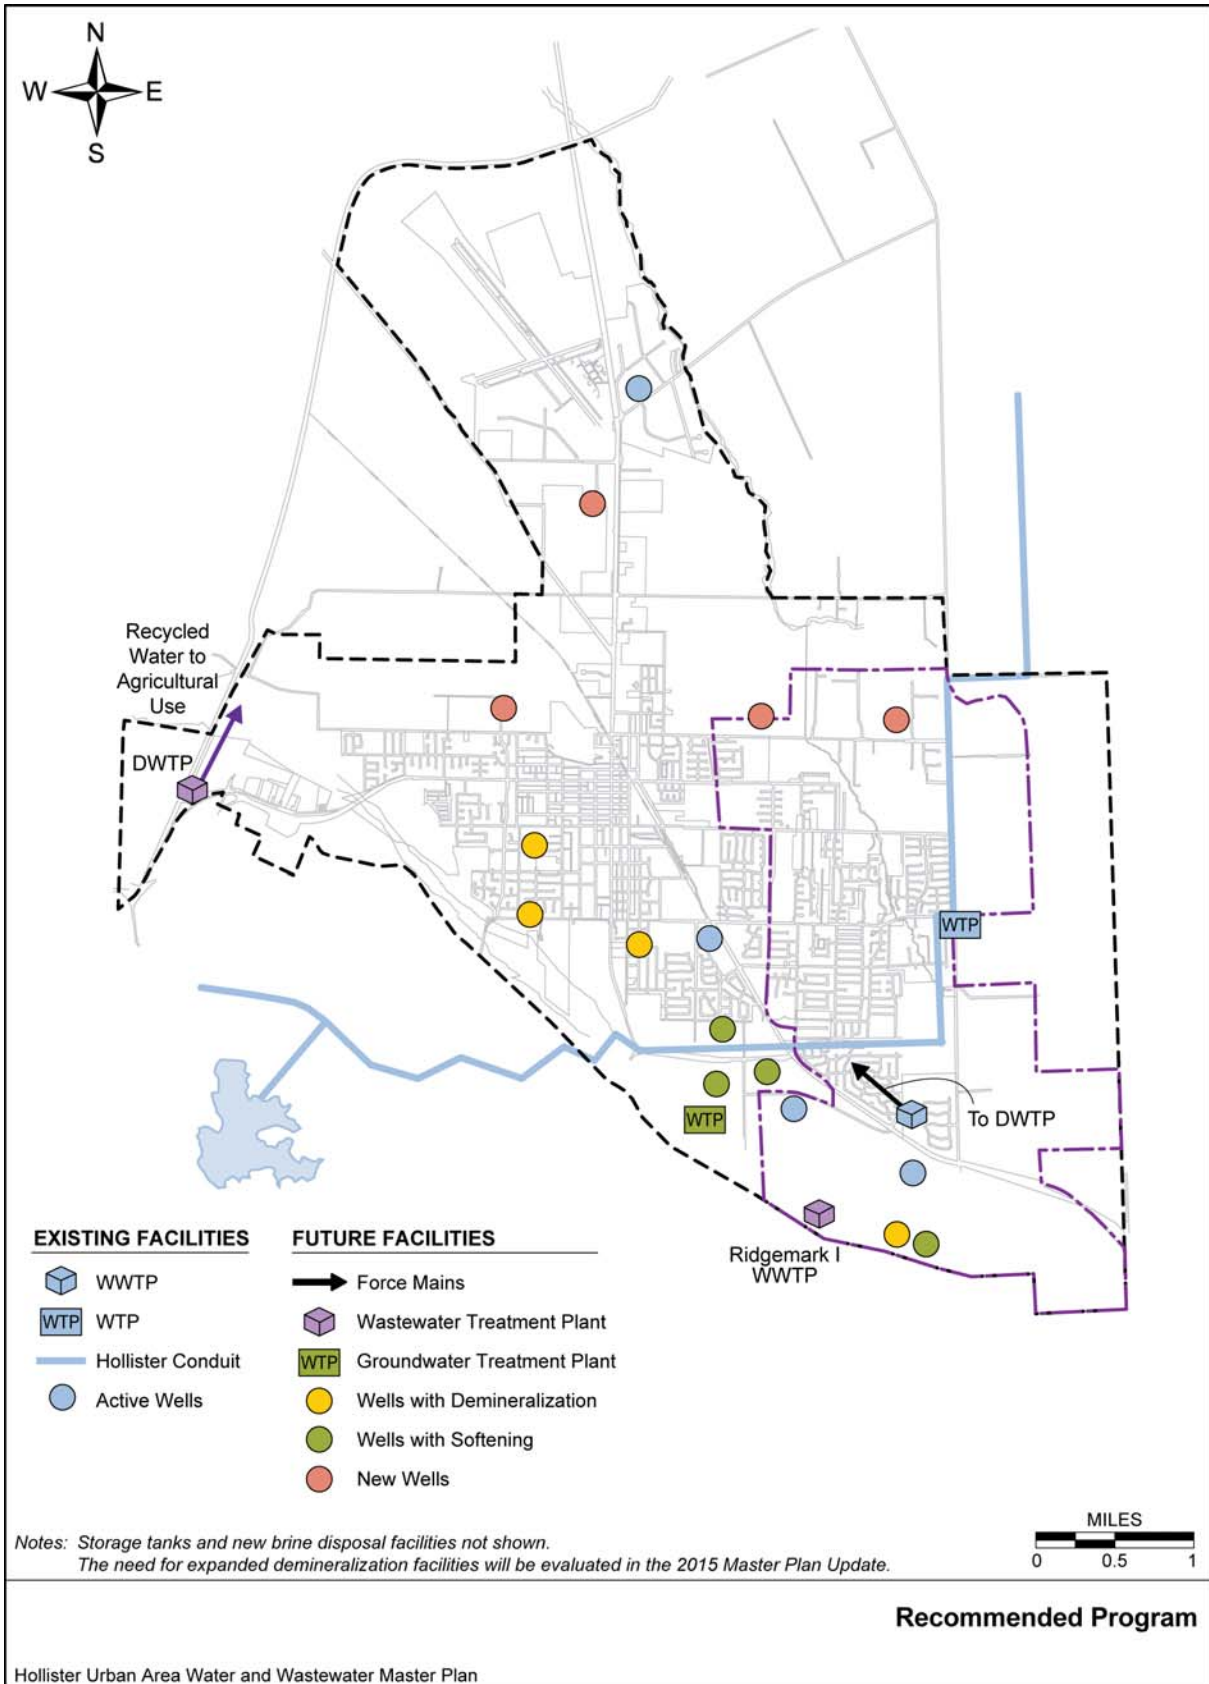 N
W E
S
Recycled
Water to
Agricultural
Use
DWTP
WTP
WTP
To DWTP
Ridgemark I
WWTP
EXISTING FACILITIES
WWTP
WTP WTP
Hollister Conduit
Active Wells
FUTURE FACILITIES
Force Mains
Wastewater Treatment Plant
WTP Groundwater Treatment Plant
Wells with Demineralization
Wells with Softening
New Wells
MILES
0 0.5 1
Notes: Storage tanks and new brine disposal facilities not shown.
The need for expanded demineralization facilities will be evaluated in the 2015 Master Plan Update.
Recommended Program
Hollister Urban Area Water and Wastewater Master Plan